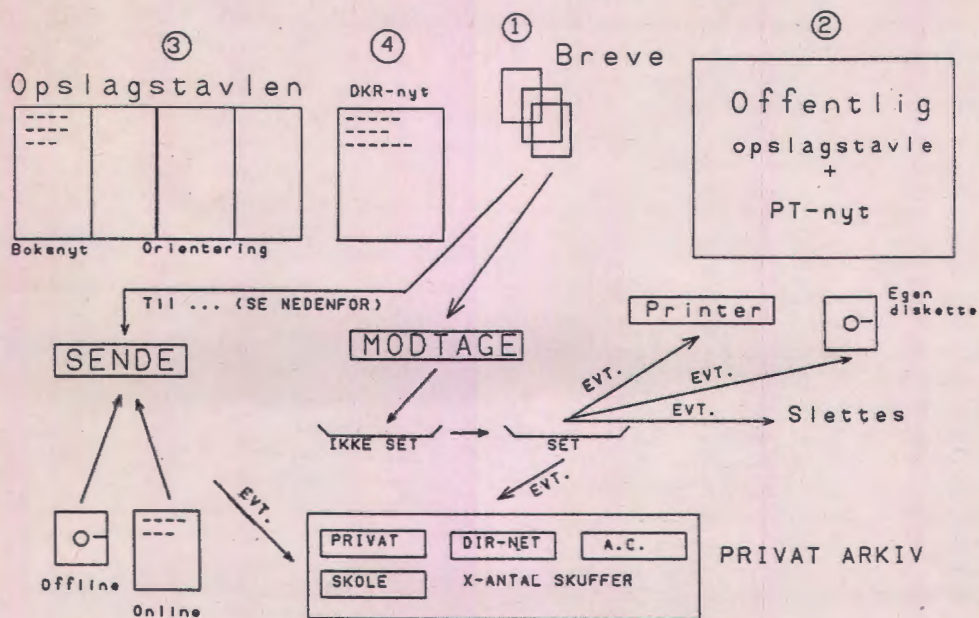 3
4
1
2
Opslagstavlen
DKR-nyt
Breve
Offentlig
opslagstavle
+
PT-nyt
Boksnyt
Orientering
Til ... (SE NEDENFOR)
SENDE
MODTAGE
Printer
Egen
diskette
EVT.
EVT.
EVT.
Slettes
IKKE SET
SET
EVT.
EVT.
Offline
Online
PRIVAT
DIR-NET
A.C.
SKOLE
X-ANTAL SKUFFER
PRIVAT ARKIV